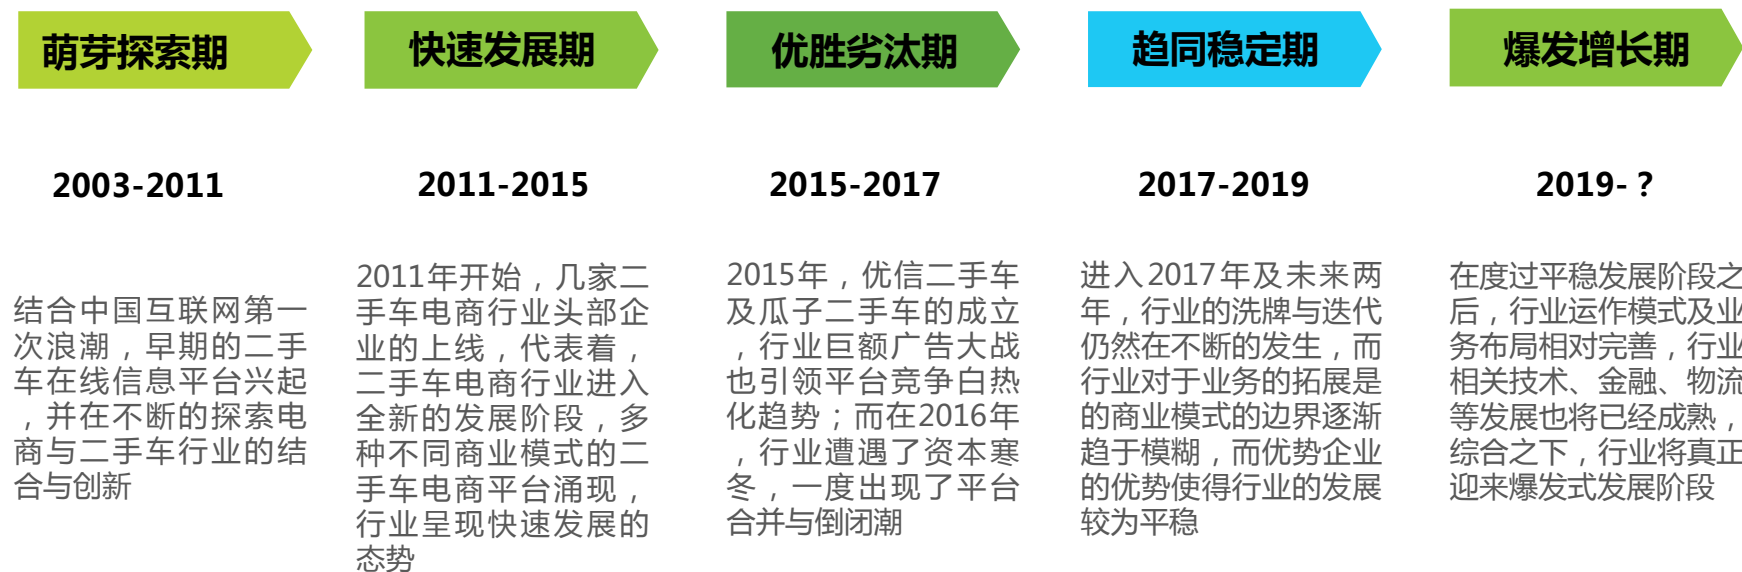 萌芽探索期
快速发展期
优胜劣汰期
趋同稳定期
爆发增长期
2003-2011
2011-2015
2015-2017
2017-2019
2019-？
结合中国互联网第一
次浪潮，早期的二手
车在线信息平台兴起
，并在不断的探索电
商与二手车行业的结
合与创新
2011年开始，几家二
手车电商行业头部企
业的上线，代表着，
二手车电商行业进入
全新的发展阶段，多
种不同商业模式的二
手车电商平台涌现，
行业呈现快速发展的
态势
2015年，优信二手车
及瓜子二手车的成立
，行业巨额广告大战
也引领平台竞争白热
化趋势；而在2016年
，行业遭遇了资本寒
冬，一度出现了平台
合并与倒闭潮
进入2017年及未来两
年，行业的洗牌与迭代
仍然在不断的发生，而
行业对于业务的拓展是
的商业模式的边界逐渐
趋于模糊，而优势企业
的优势使得行业的发展
较为平稳
在度过平稳发展阶段之
后，行业运作模式及业
务布局相对完善，行业
相关技术、金融、物流
等发展也将已经成熟，
综合之下，行业将真正
迎来爆发式发展阶段